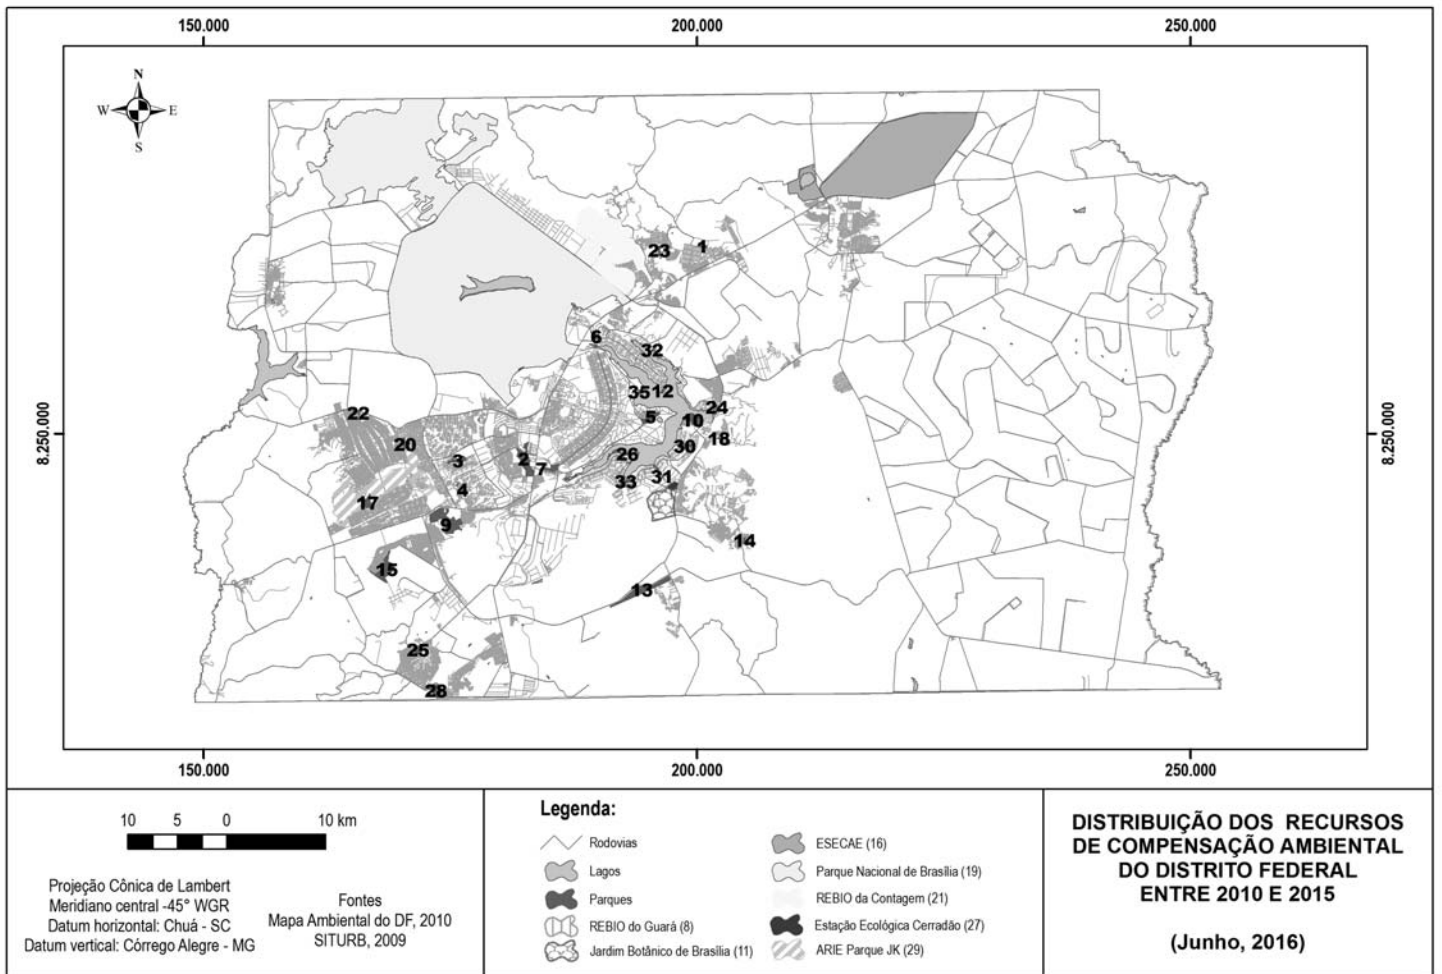 150.000
200.000
250.000
N
W
E
S
23
1
6
32
35
12
24
5
10
22
8.250.000
8.250.000
18
20
30
3
2
26
7
31
33
4
17
9
14
15
13
25
28
150.000
200.000
250.000
10 5 0 10 km
Projeção Cônica de Lambert
Meridiano central -45° WGR
Datum horizontal: Chuá - SC
Datum vertical: Córrego Alegre - MG
Fontes
Mapa Ambiental do DF, 2010
SITURB, 2009
Legenda:
Rodovias
Lagos
Parques
REBIO do Guará (8)
Jardim Botânico de Brasília (11)
ESECAE (16)
Parque Nacional de Brasília (19)
REBIO da Contagem (21)
Estação Ecológica Cerradão (27)
ARIE Parque JK (29)
DISTRIBUIÇÃO DOS RECURSOS
DE COMPENSAÇÃO AMBIENTAL
DO DISTRITO FEDERAL
ENTRE 2010 E 2015
(Junho, 2016)